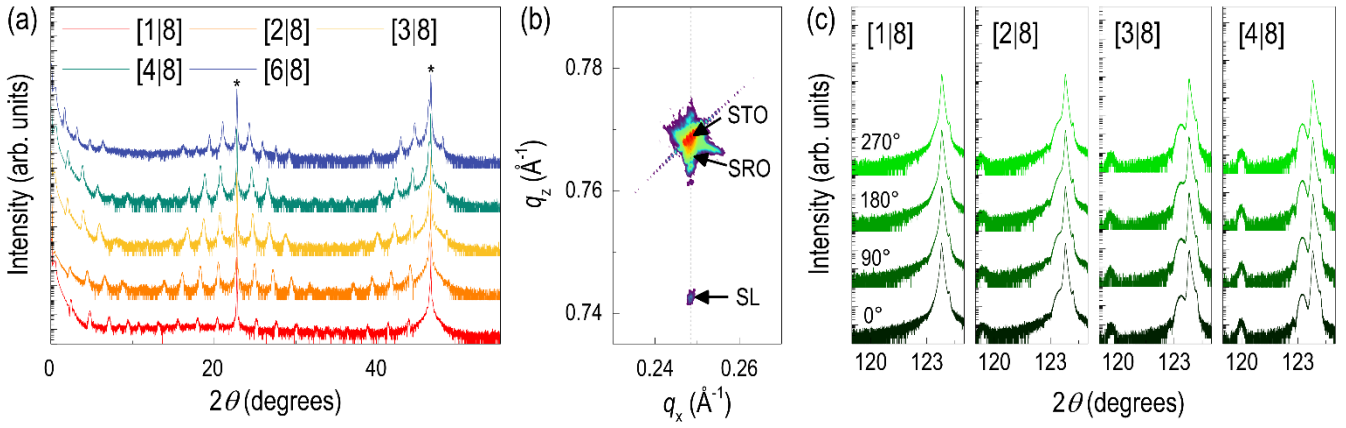 (a)
[1|8] [2|8] [3|8]
[4|8] [6|8]
* *
Intensity (arb. units)
0 20 40
2θ (degrees)
(b)
0.78
0.76
0.74
q_z (Å⁻¹)
STO
SRO
SL
0.24 0.26
q_x (Å⁻¹)
(c)
[1|8] [2|8] [3|8] [4|8]
Intensity (arb. units)
270°
180°
90°
0°
120 123 120 123 120 123 120 123
2θ (degrees)